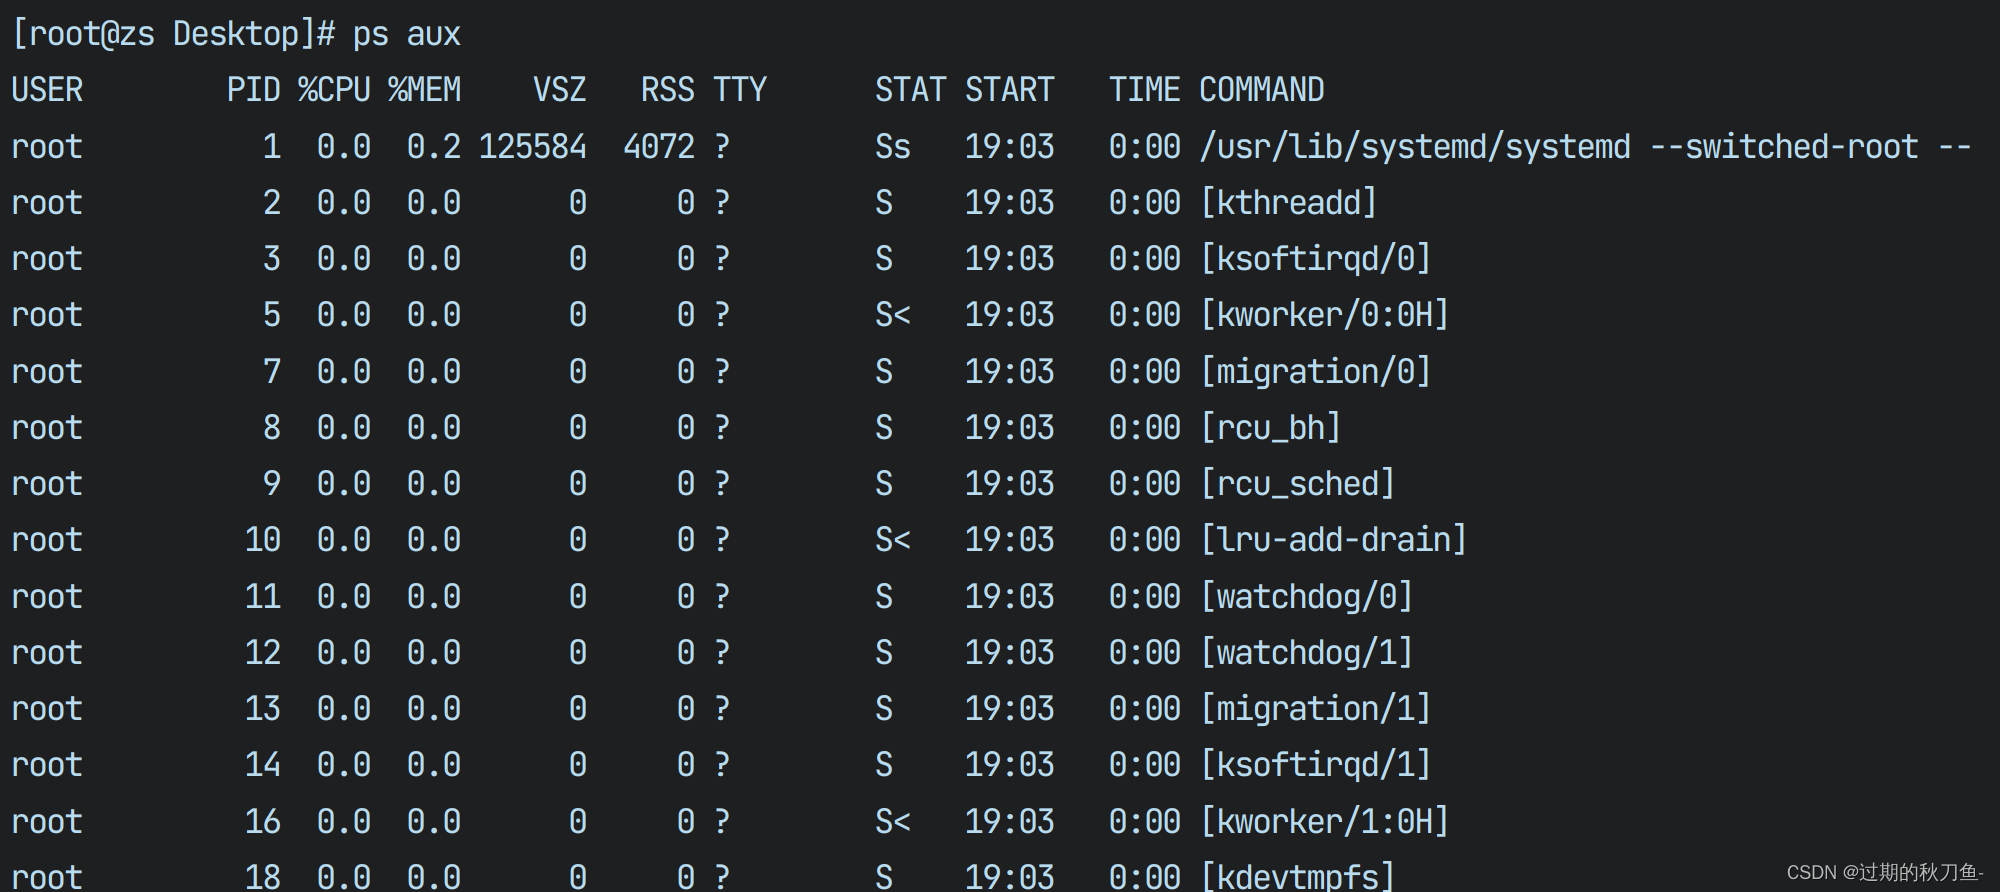 [root@zs Desktop]# ps aux
USER        PID %CPU %MEM    VSZ   RSS TTY      STAT START   TIME COMMAND
root          1  0.0  0.2 125584  4072 ?        Ss   19:03   0:00 /usr/lib/systemd/systemd --switched-root --
root          2  0.0  0.0      0     0 ?        S    19:03   0:00 [kthreadd]
root          3  0.0  0.0      0     0 ?        S    19:03   0:00 [ksoftirqd/0]
root          5  0.0  0.0      0     0 ?        S<   19:03   0:00 [kworker/0:0H]
root          7  0.0  0.0      0     0 ?        S    19:03   0:00 [migration/0]
root          8  0.0  0.0      0     0 ?        S    19:03   0:00 [rcu_bh]
root          9  0.0  0.0      0     0 ?        S    19:03   0:00 [rcu_sched]
root         10  0.0  0.0      0     0 ?        S<   19:03   0:00 [lru-add-drain]
root         11  0.0  0.0      0     0 ?        S    19:03   0:00 [watchdog/0]
root         12  0.0  0.0      0     0 ?        S    19:03   0:00 [watchdog/1]
root         13  0.0  0.0      0     0 ?        S    19:03   0:00 [migration/1]
root         14  0.0  0.0      0     0 ?        S    19:03   0:00 [ksoftirqd/1]
root         16  0.0  0.0      0     0 ?        S<   19:03   0:00 [kworker/1:0H]
root         18  0.0  0.0      0     0 ?        S    19:03   0:00 [kdevtmpfs]
CSDN @过期的秋刀鱼-